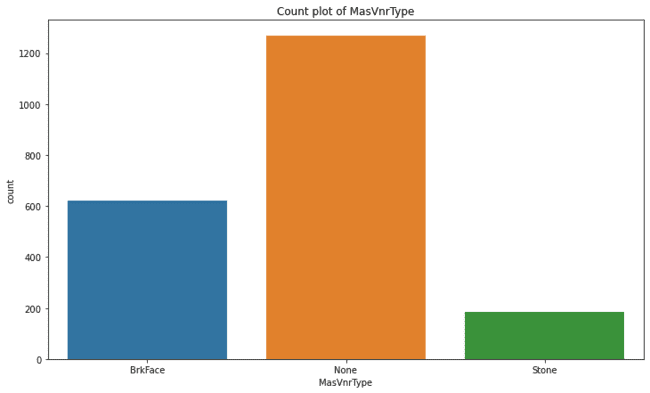 Count plot of MasVnrType
1200
1000
800
600
400
200
0
count
BrkFace
None
Stone
MasVnrType